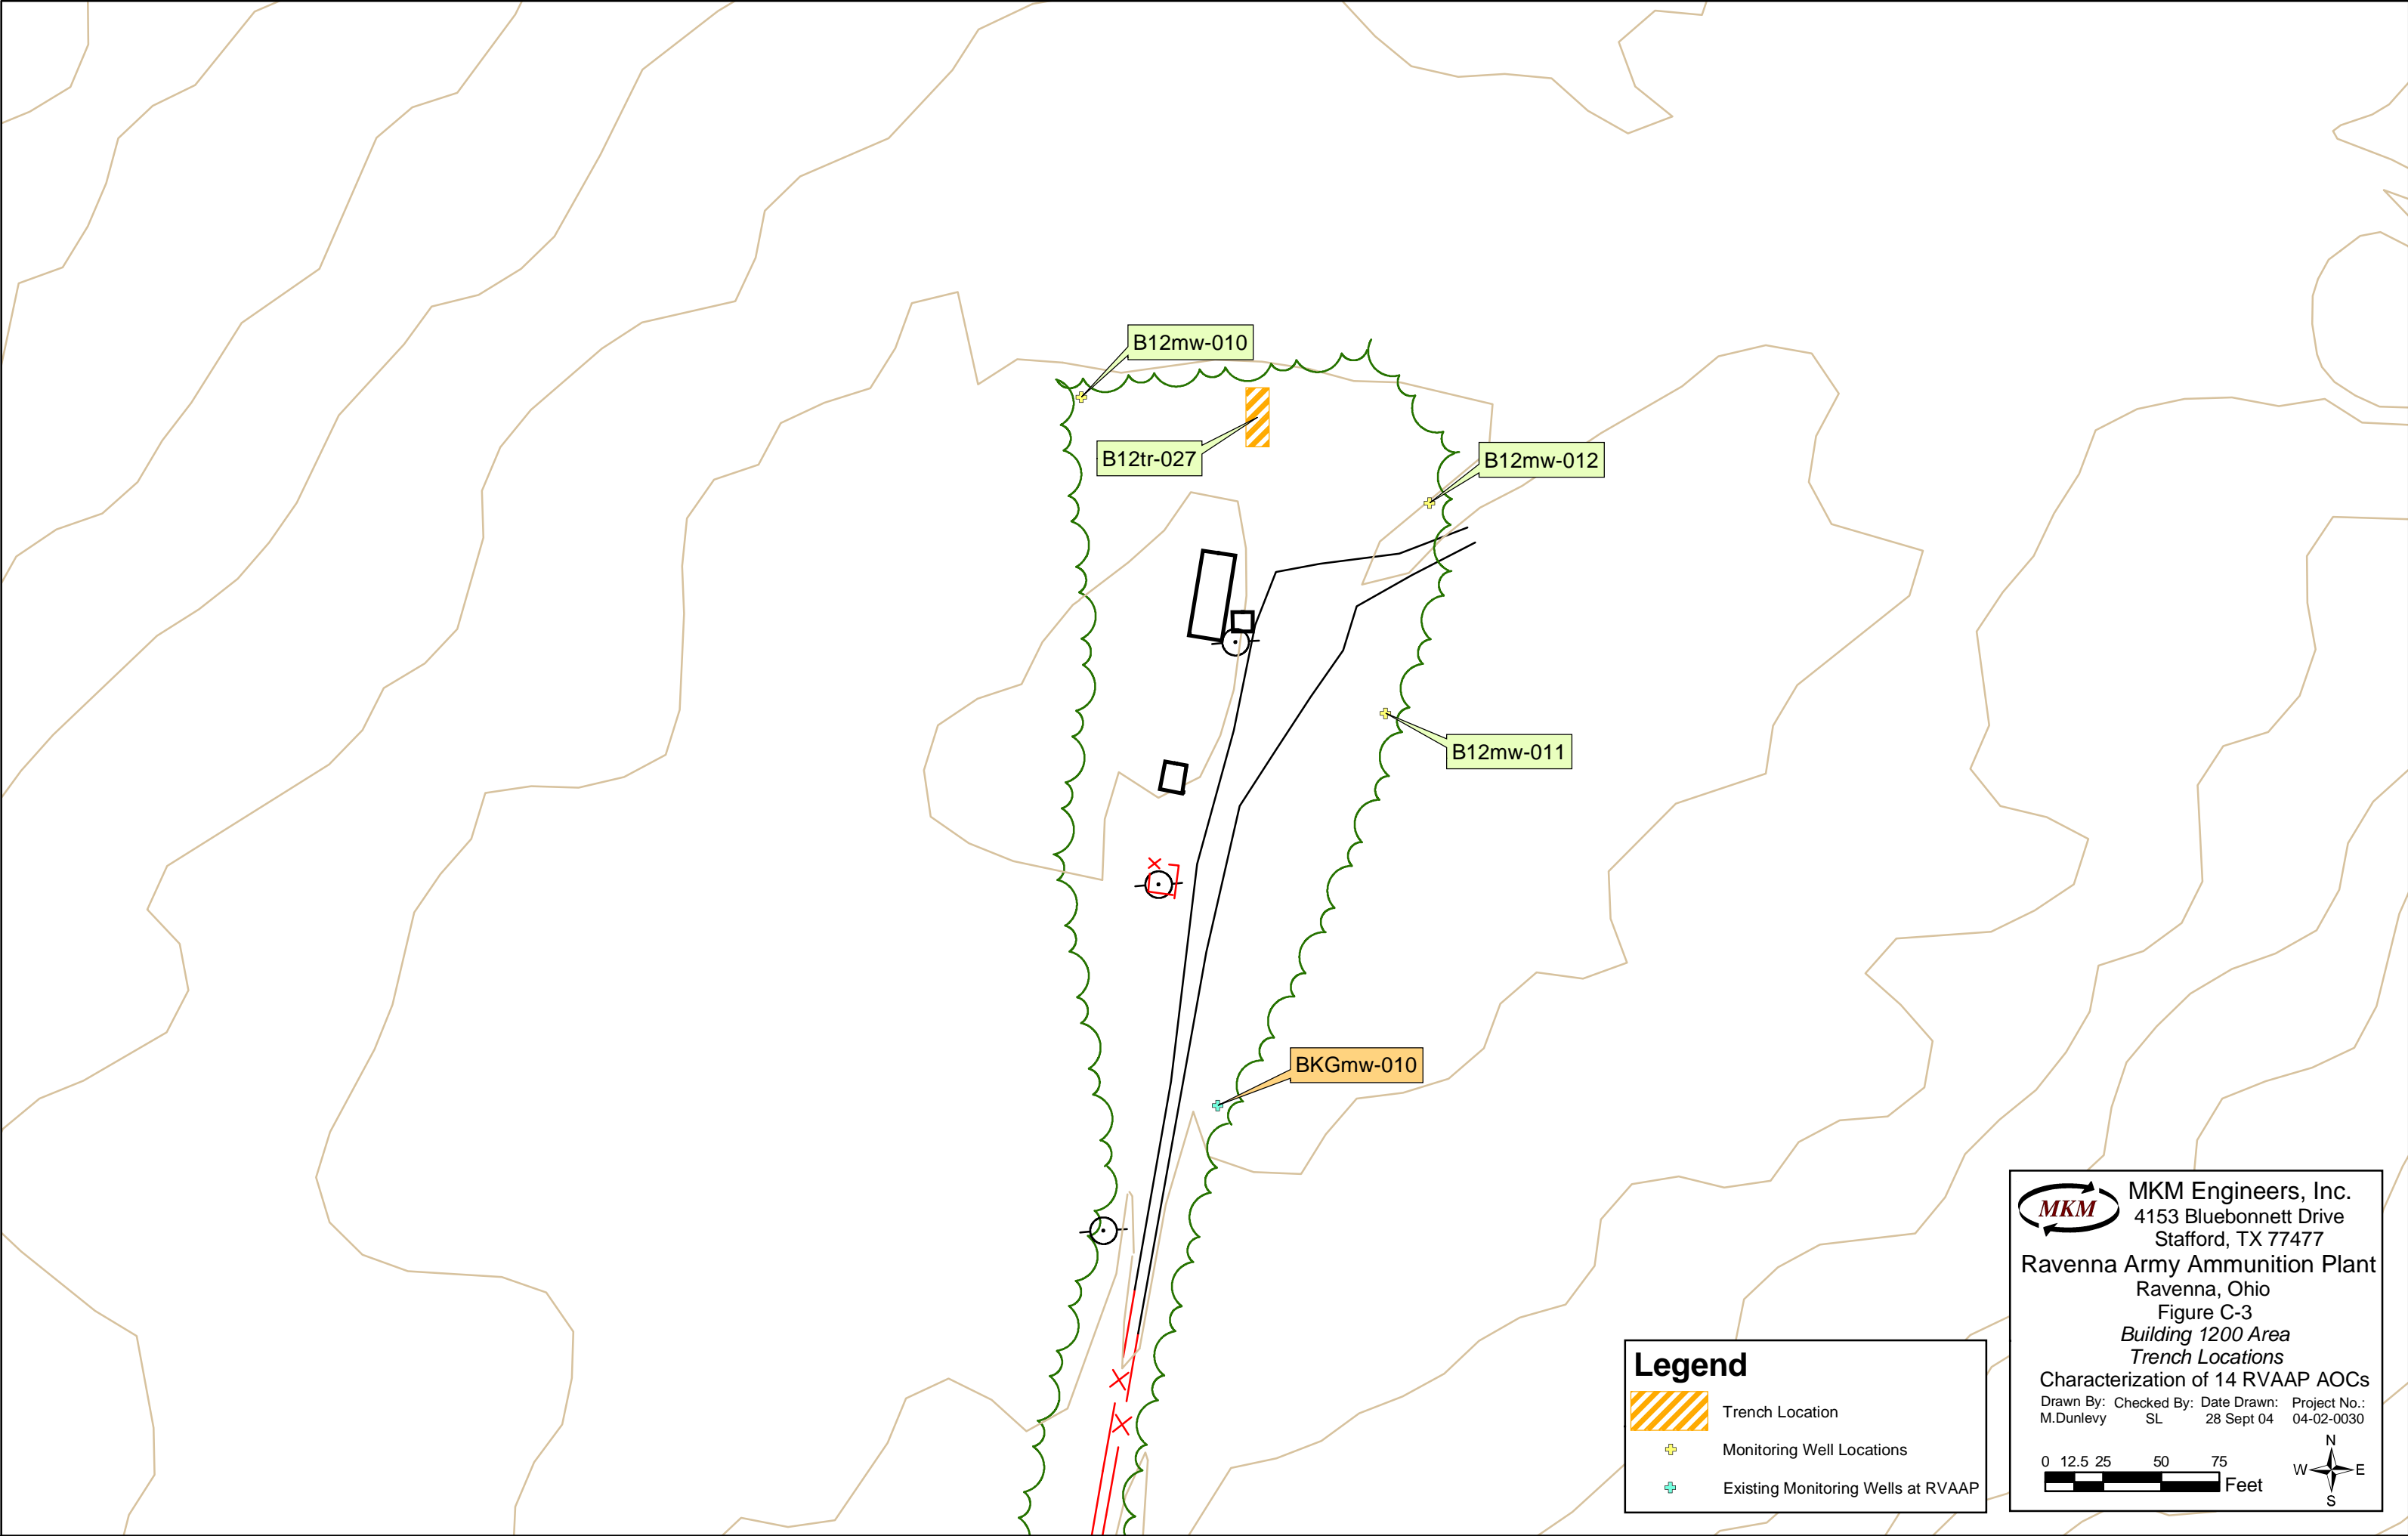 B12mw-010
B12tr-027
B12mw-012
B12mw-011
BKGmw-010
Legend
Trench Location
Monitoring Well Locations
Existing Monitoring Wells at RVAAP
MKM
MKM Engineers, Inc.
4153 Bluebonnett Drive
Stafford, TX 77477
Ravenna Army Ammunition Plant
Ravenna, Ohio
Figure C-3
Building 1200 Area
Trench Locations
Characterization of 14 RVAAP AOCs
Drawn By: Checked By: Date Drawn: Project No.:
M.Dunlevy SL 28 Sept 04 04-02-0030
0 12.5 25 50 75
Feet
N
W E
S